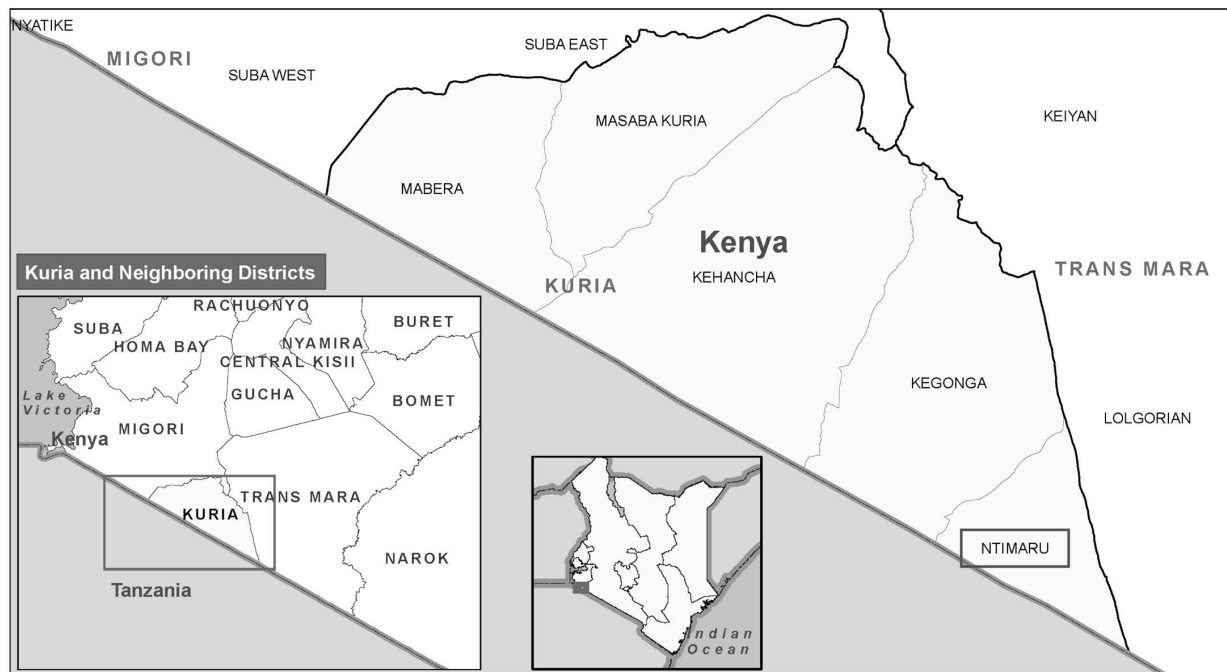 NYATIKE
MIGORI
SUBA WEST
SUBA EAST
MASABA KURIA
KEIYAN
MABERA
Kenya
KEHANCHA
KURIA
TRANS MARA
KEGONGA
LOLGORIAN
NTIMARU
Kuria and Neighboring Districts
RACHUONYO
SUBA
HOMA BAY
NYAMIRA
BURET
CENTRAL KISII
GUCHA
BOMET
Lake
Victoria
MIGORI
Kenya
TRANS MARA
KURIA
NAROK
Tanzania
Indian
Ocean